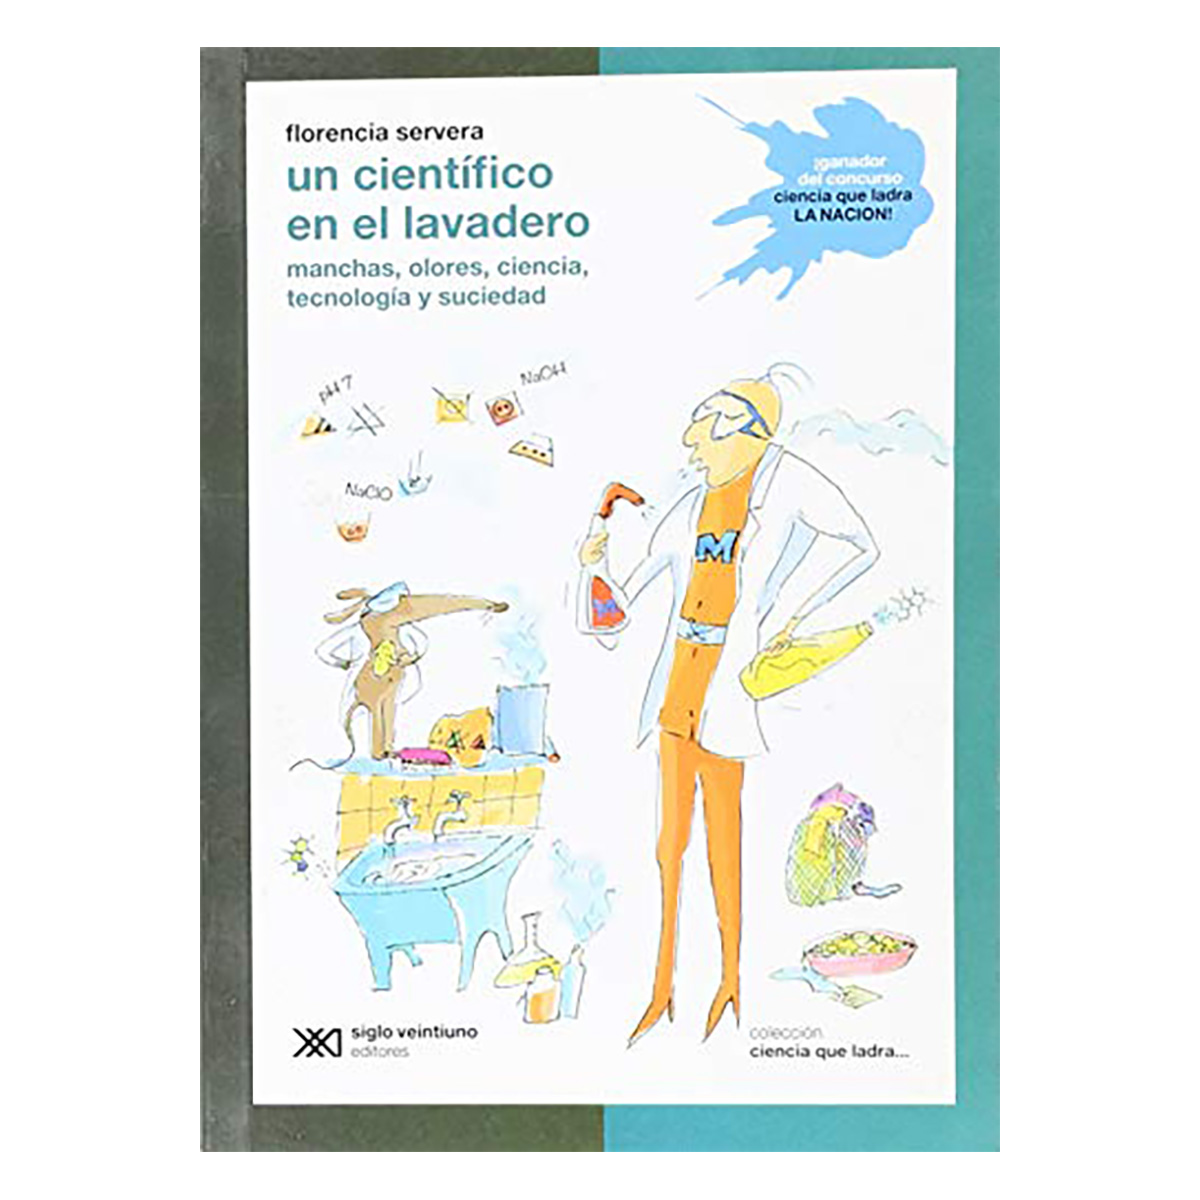 florencia servera
un científico
en el lavadero
manchas, olores, ciencia,
tecnología y suciedad
¡ganador
del concurso
ciencia que ladra
LA NACION!
pH 7
NaOH
NaClO
M
siglo veintiuno
editores
colección
ciencia que ladra...